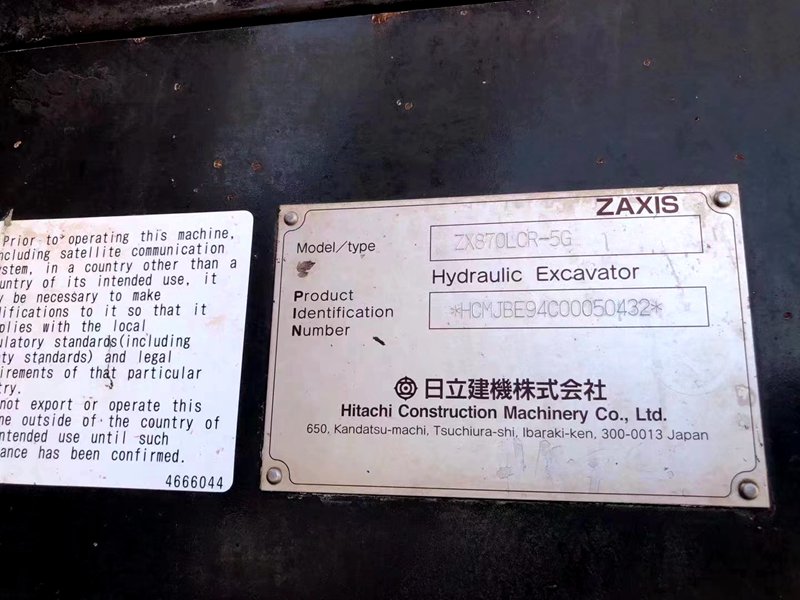 Prior to operating this machine,
ncluding satellite communication
ystem, in a country other than a
untry of its intended use, it
y be necessary to make
difications to it so that it
plies with the local
ulatory standards(including
ty standards) and legal
irements of that particular
try.
not export or operate this
ne outside of the country of
ntended use until such
ance has been confirmed.
4666044
ZAXIS
Model/type ZX870LCR-5G
Hydraulic Excavator
Product
Identification *HCMJBE94C00050432*
Number
日立建機株式会社
Hitachi Construction Machinery Co., Ltd.
650, Kandatsu-machi, Tsuchiura-shi, Ibaraki-ken, 300-0013 Japan